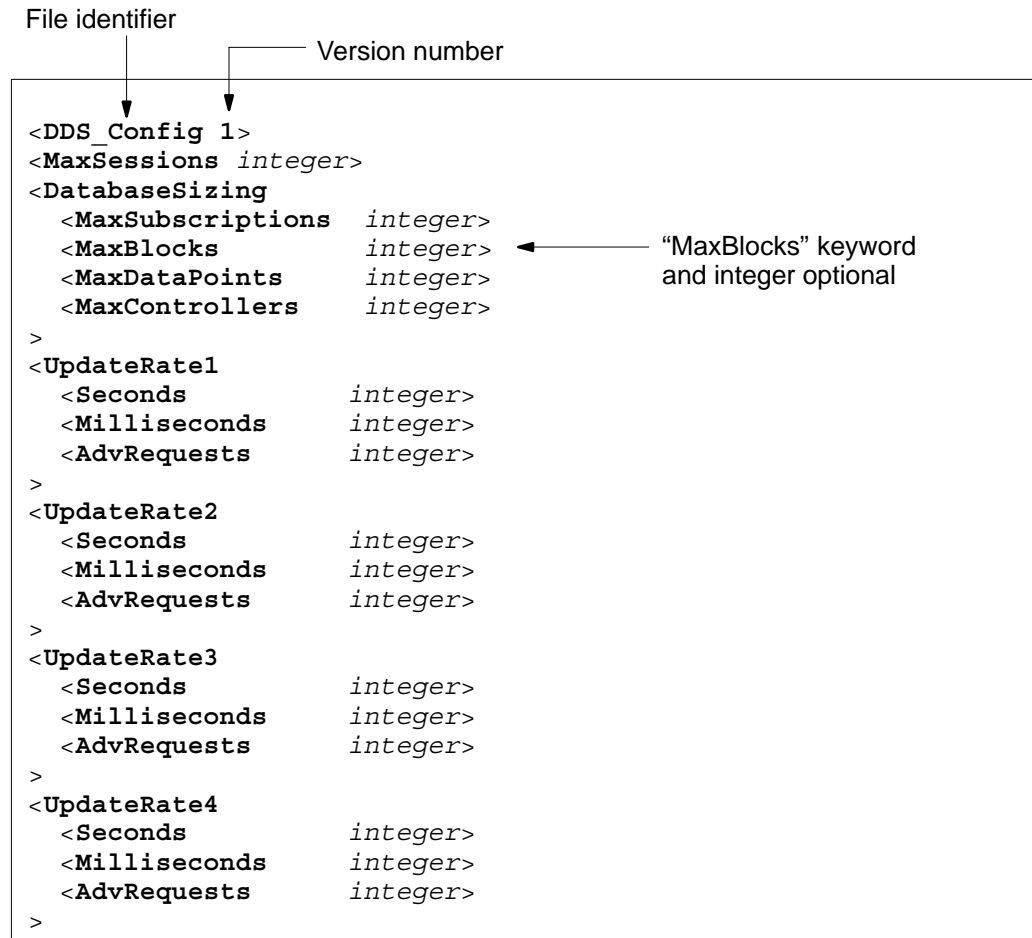 File identifier
Version number
<DDS_Config 1>
<MaxSessions integer>
<DatabaseSizing
<MaxSubscriptions integer>
<MaxBlocks integer>
“MaxBlocks” keyword
and integer optional
<MaxDataPoints integer>
<MaxControllers integer>
>
<UpdateRate1
<Seconds integer>
<Milliseconds integer>
<AdvRequests integer>
>
<UpdateRate2
<Seconds integer>
<Milliseconds integer>
<AdvRequests integer>
>
<UpdateRate3
<Seconds integer>
<Milliseconds integer>
<AdvRequests integer>
>
<UpdateRate4
<Seconds integer>
<Milliseconds integer>
<AdvRequests integer>
>